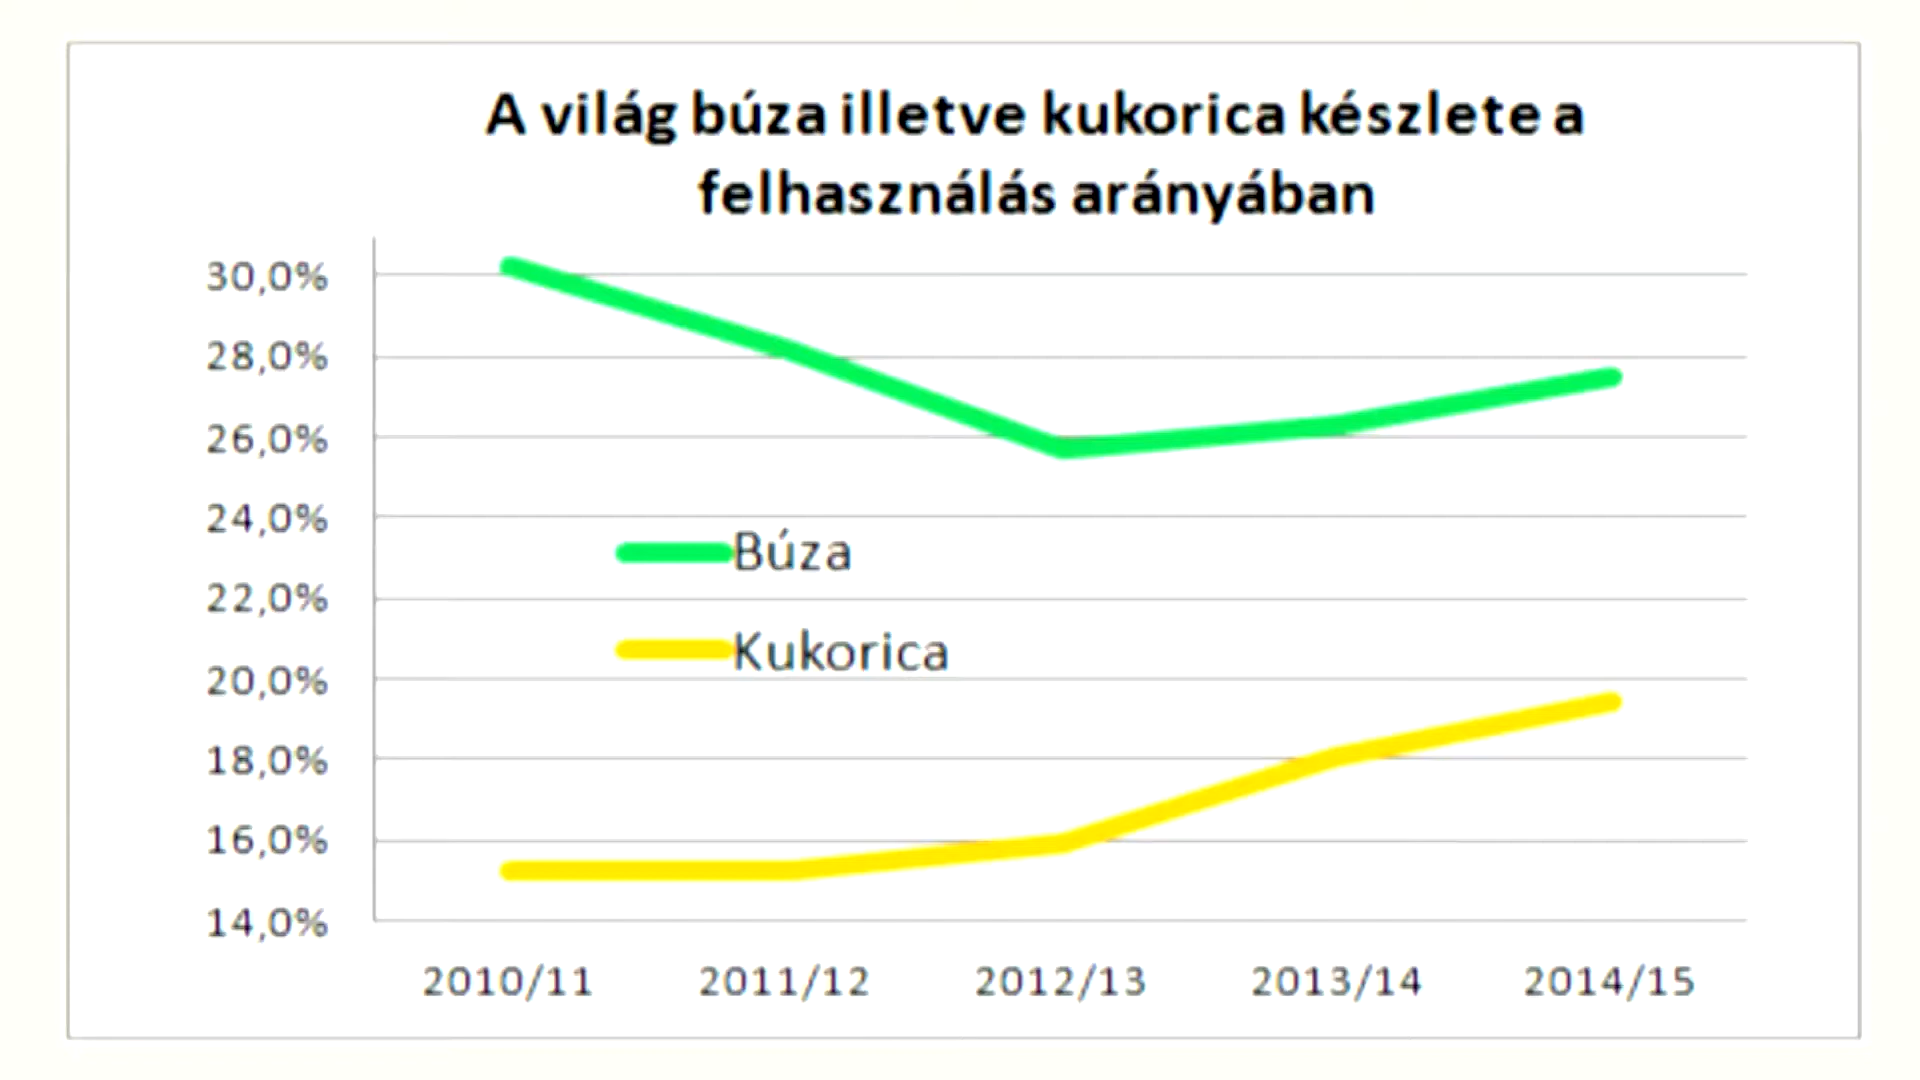 A világ búza illetve kukorica készlete a
felhasználás arányában
30,0%
28,0%
26,0%
24,0%
22,0%
20,0%
18,0%
16,0%
14,0%
Búza
Kukorica
2010/11 2011/12 2012/13 2013/14 2014/15